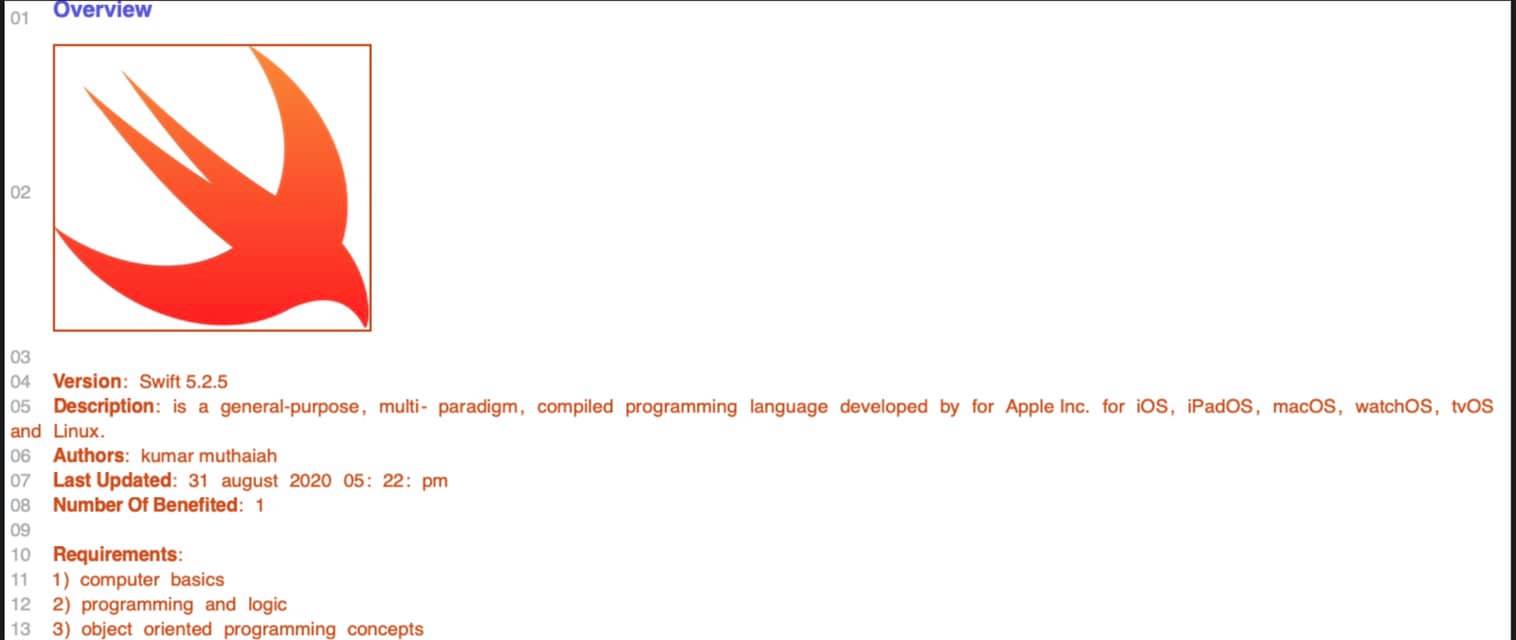 01 Overview
02
03
04 Version: Swift 5.2.5
05 Description: is a general-purpose, multi- paradigm, compiled programming language developed by for Apple Inc. for iOS, iPadOS, macOS, watchOS, tvOS
and Linux.
06 Authors: kumar muthaiah
07 Last Updated: 31 august 2020 05: 22: pm
08 Number Of Benefited: 1
09
10 Requirements:
11 1) computer basics
12 2) programming and logic
13 3) object oriented programming concepts